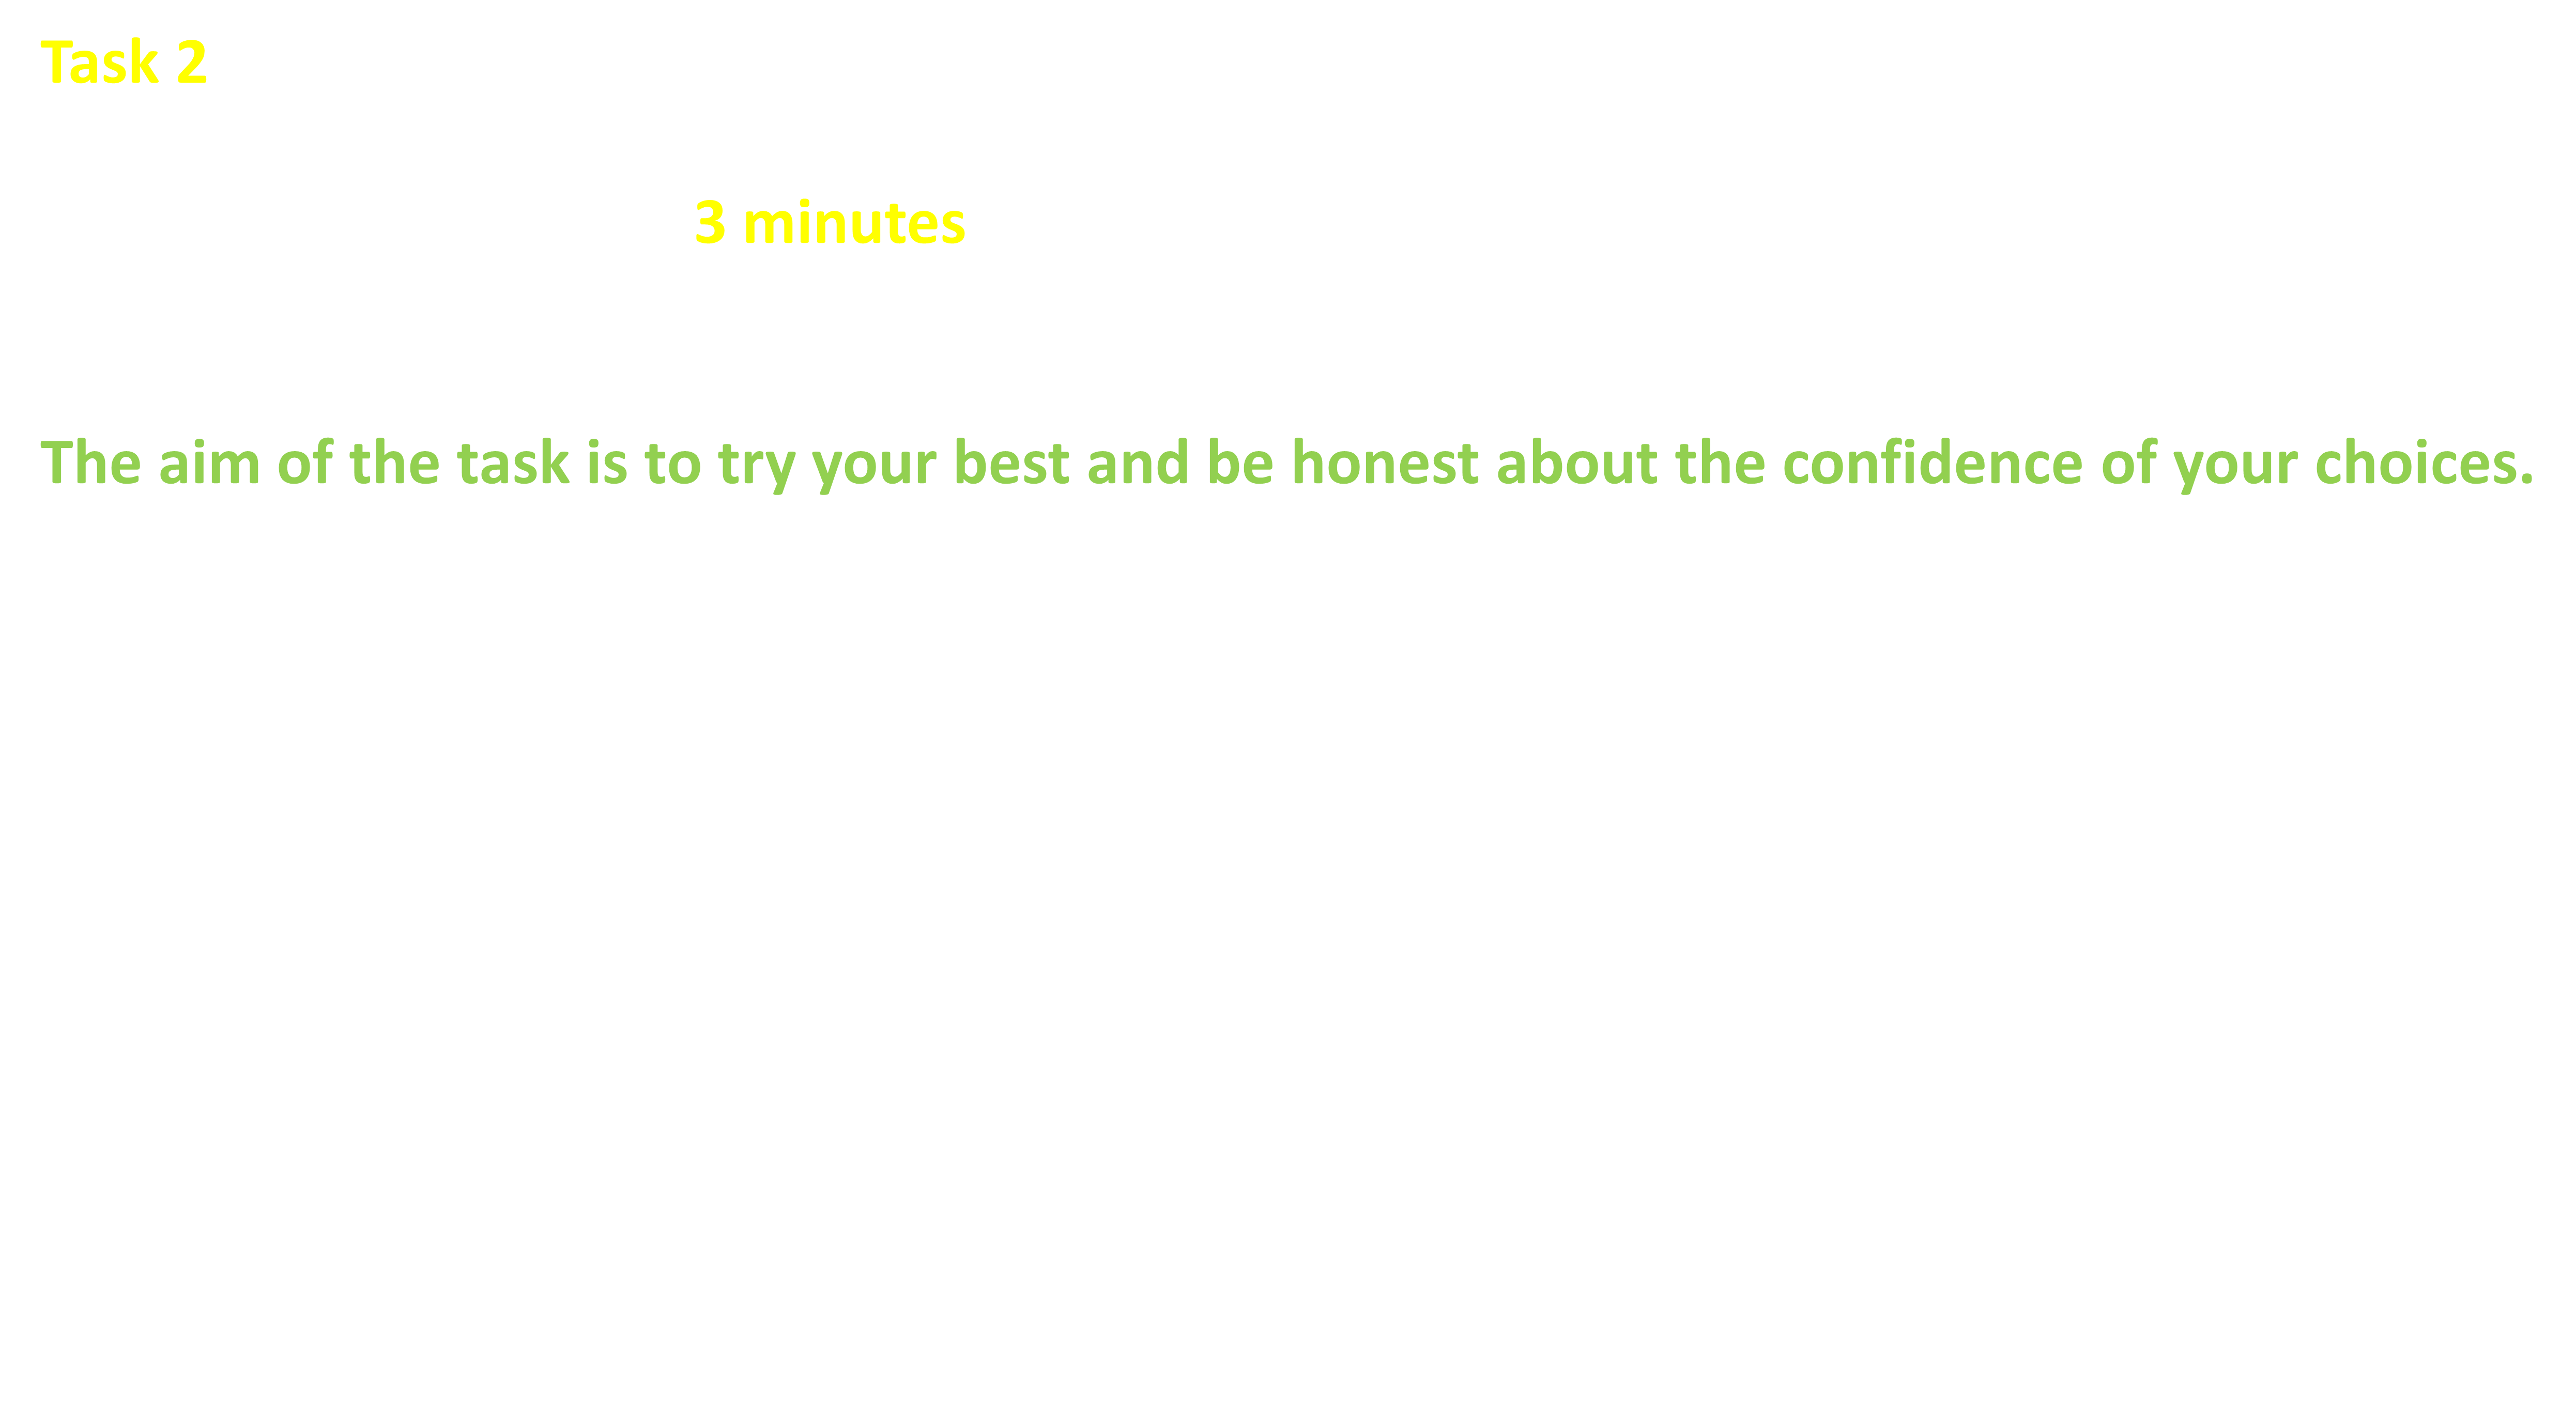 Task 2
3 minutes
The aim of the task is to try your best and be honest about the confidence of your choices.